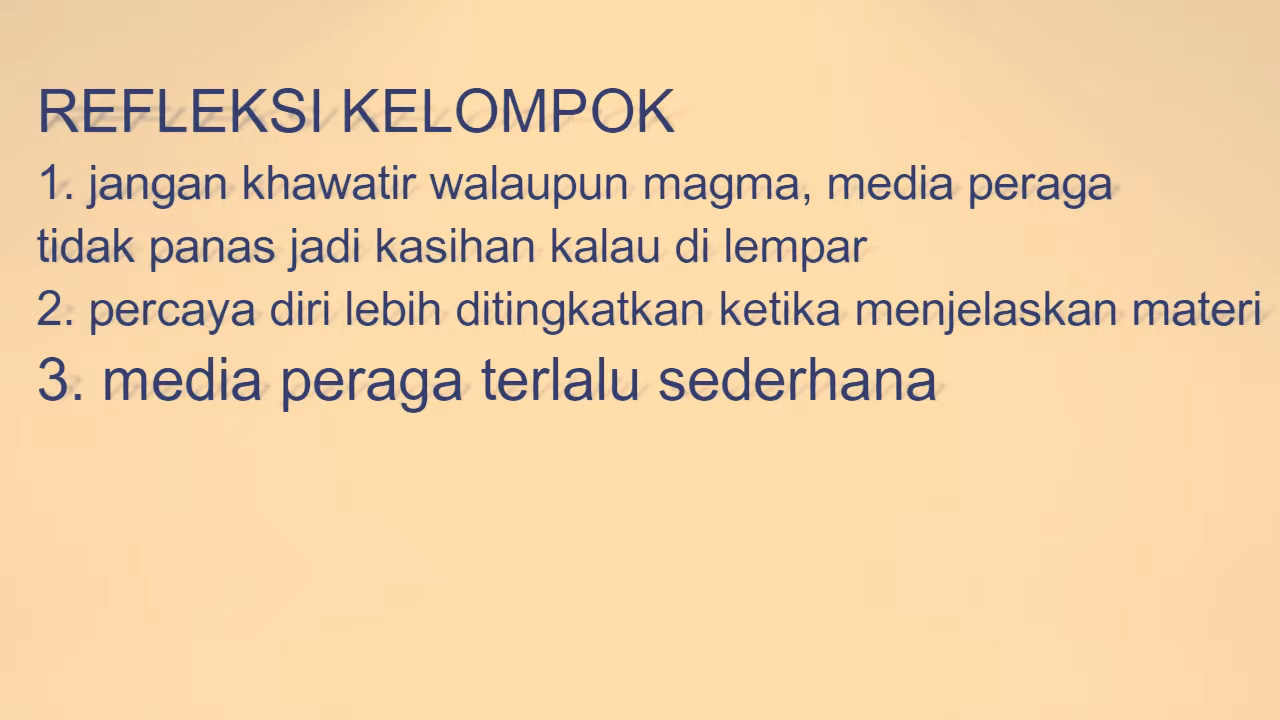 REFLEKSI KELOMPOK
1. jangan khawatir walaupun magma, media peraga
tidak panas jadi kasihan kalau di lempar
2. percaya diri lebih ditingkatkan ketika menjelaskan materi
3. media peraga terlalu sederhana